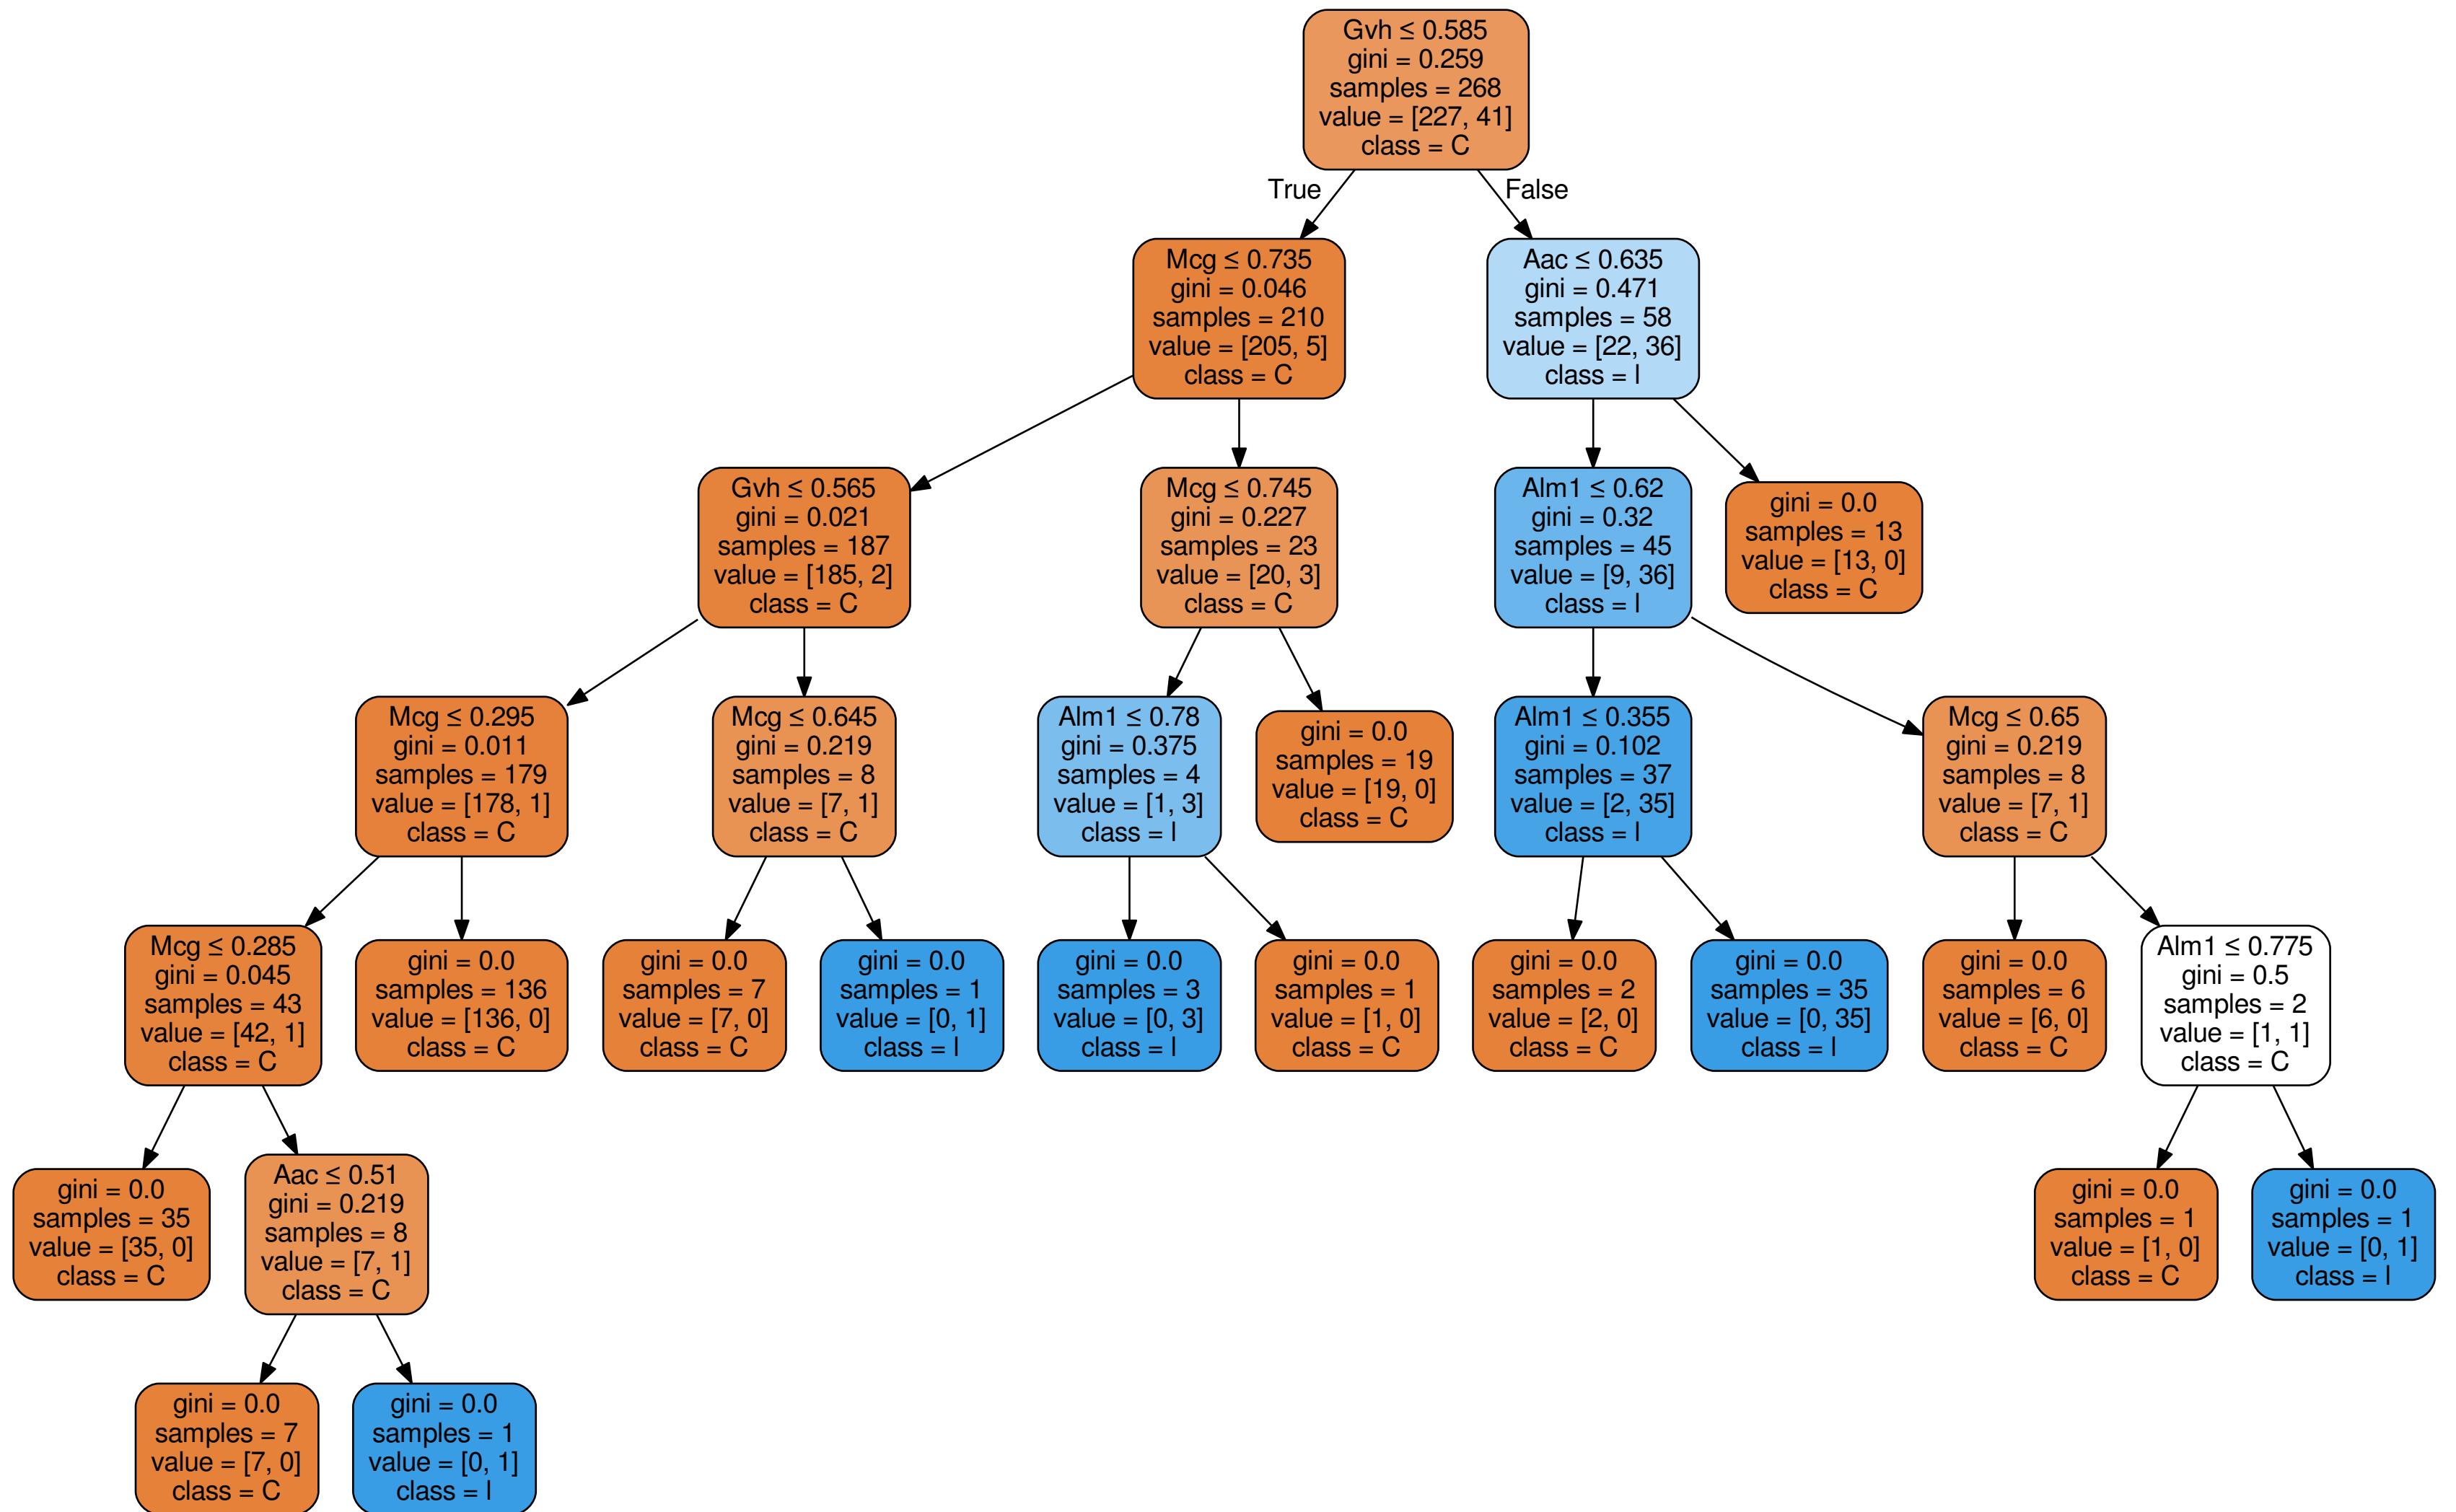 Gvh ≤ 0.585
gini = 0.259
samples = 268
value = [227, 41]
class = C
True
False
Mcg ≤ 0.735
gini = 0.046
samples = 210
value = [205, 5]
class = C
Aac ≤ 0.635
gini = 0.471
samples = 58
value = [22, 36]
class = I
Gvh ≤ 0.565
gini = 0.021
samples = 187
value = [185, 2]
class = C
Mcg ≤ 0.745
gini = 0.227
samples = 23
value = [20, 3]
class = C
Alm1 ≤ 0.62
gini = 0.32
samples = 45
value = [9, 36]
class = I
gini = 0.0
samples = 13
value = [13, 0]
class = C
Mcg ≤ 0.295
gini = 0.011
samples = 179
value = [178, 1]
class = C
Mcg ≤ 0.645
gini = 0.219
samples = 8
value = [7, 1]
class = C
Alm1 ≤ 0.78
gini = 0.375
samples = 4
value = [1, 3]
class = I
gini = 0.0
samples = 19
value = [19, 0]
class = C
Alm1 ≤ 0.355
gini = 0.102
samples = 37
value = [2, 35]
class = I
Mcg ≤ 0.65
gini = 0.219
samples = 8
value = [7, 1]
class = C
Mcg ≤ 0.285
gini = 0.045
samples = 43
value = [42, 1]
class = C
gini = 0.0
samples = 136
value = [136, 0]
class = C
gini = 0.0
samples = 7
value = [7, 0]
class = C
gini = 0.0
samples = 1
value = [0, 1]
class = I
gini = 0.0
samples = 3
value = [0, 3]
class = I
gini = 0.0
samples = 1
value = [1, 0]
class = C
gini = 0.0
samples = 2
value = [2, 0]
class = C
gini = 0.0
samples = 35
value = [0, 35]
class = I
gini = 0.0
samples = 6
value = [6, 0]
class = C
Alm1 ≤ 0.775
gini = 0.5
samples = 2
value = [1, 1]
class = C
gini = 0.0
samples = 35
value = [35, 0]
class = C
Aac ≤ 0.51
gini = 0.219
samples = 8
value = [7, 1]
class = C
gini = 0.0
samples = 1
value = [1, 0]
class = C
gini = 0.0
samples = 1
value = [0, 1]
class = I
gini = 0.0
samples = 7
value = [7, 0]
class = C
gini = 0.0
samples = 1
value = [0, 1]
class = I